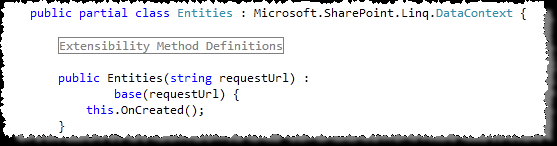 public partial class Entities : Microsoft.SharePoint.Linq.DataContext {
Extensibility Method Definitions
public Entities(string requestUrl) :
base(requestUrl) {
this.OnCreated();
}